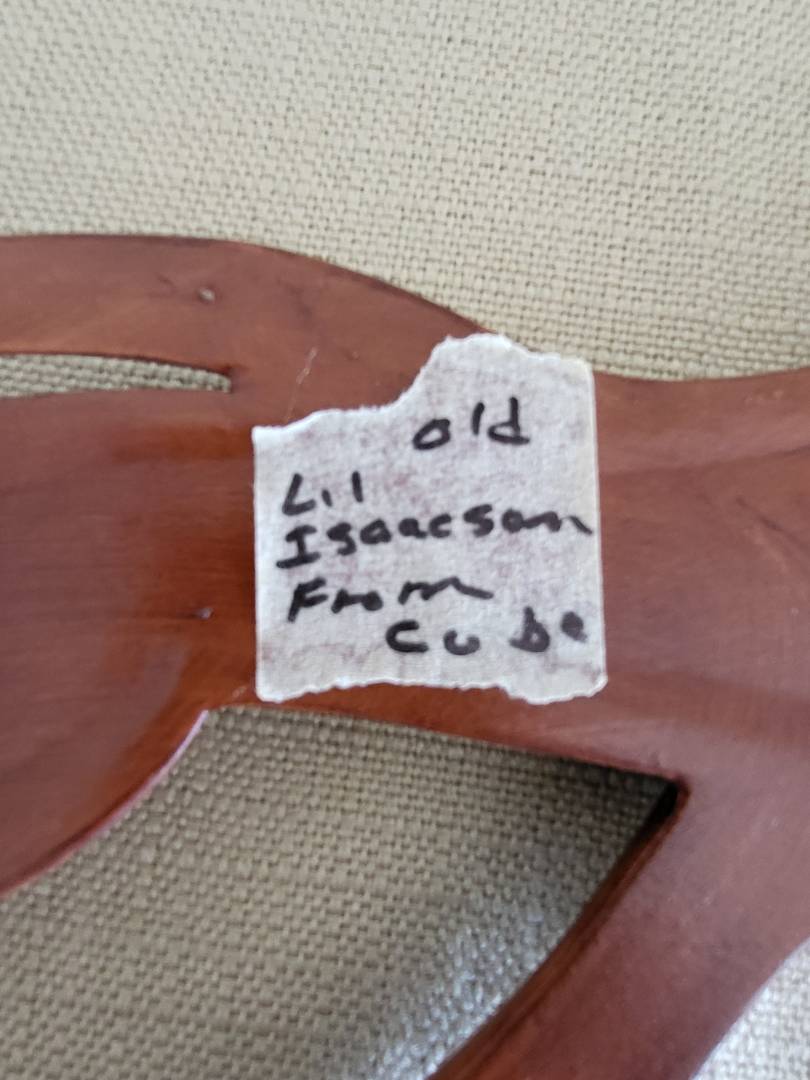 old
Lil
Isaacson
From
Cube